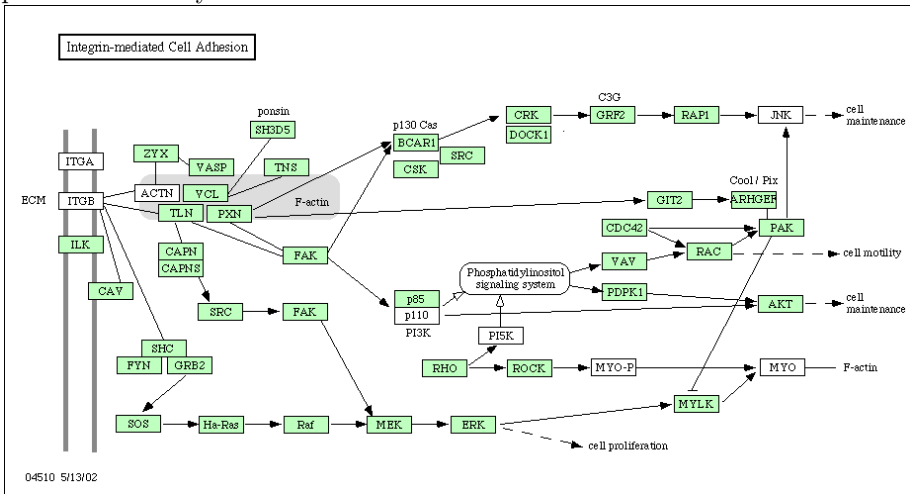 Integrin-mediated Cell Adhesion
C3G
CRK
GRF2
RAP1
JNK
cell
maintenance
ponsin
SH3D5
p130 Cas
BCAR1
DOCK1
SRC
CSK
ZYX
VASP
TNS
ITGA
ACTN
VCL
F-actin
Cool / Pix
ECM
ITGB
TLN
PXN
GIT2
ARHGEF
CDC42
PAK
ILK
CAPN
CAPNS
FAK
VAV
RAC
cell motility
Phosphatidylinositol
signaling system
CAV
p85
p110
PI3K
PDPK1
AKT
cell
maintenance
SRC
FAK
PI5K
SHC
FYN
GRB2
RHO
ROCK
MYO-P
MYO
F-actin
MYLK
SOS
Ha-Ras
Raf
MEK
ERK
cell proliferation
04510 5/13/02